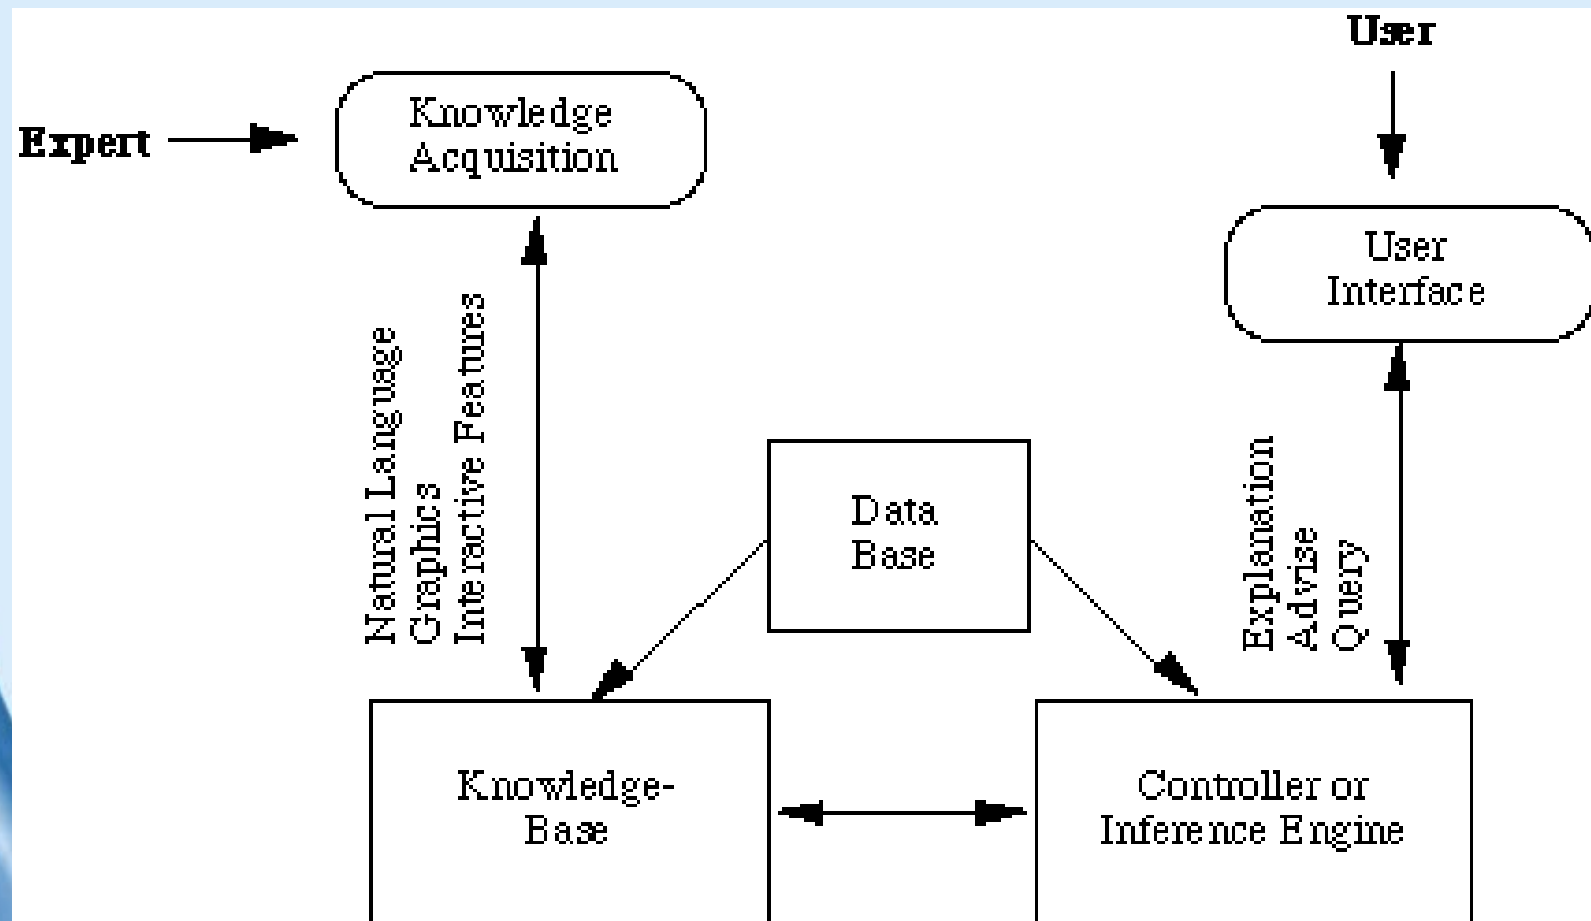 User
Expert
Knowledge
Acquisition
User
Interface
Natural Language
Graphics
Interactive Features
Data
Base
Explanation
Advise
Query
Knowledge-
Base
Controller or
Inference Engine